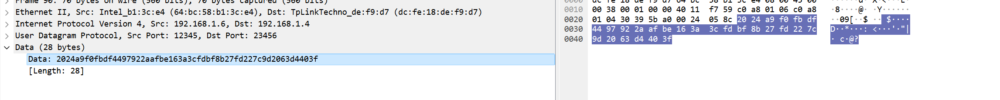 Frame 90: 70 bytes on wire (560 bits), 70 bytes captured (560 bits)
Ethernet II, Src: Intel_b1:3c:e4 (64:bc:58:b1:3c:e4), Dst: TpLinkTechno_de:f9:d7 (dc:fe:18:de:f9:d7)
Internet Protocol Version 4, Src: 192.168.1.6, Dst: 192.168.1.4
User Datagram Protocol, Src Port: 12345, Dst Port: 23456
Data (28 bytes)
Data: 2024a9f0fbdf4497922aafbe163a3cfdbf8b27fd227c9d2063d4403f
[Length: 28]
0000 dc fe 18 de f9 d7 64 bc 58 b1 3c e4 08 00 45 00 ······d· X·<···E·
0010 00 38 00 01 00 00 40 11 f7 59 c0 a8 01 06 c0 a8 ·8····@· ·Y······
0020 01 04 30 39 5b a0 00 24 05 8c 20 24 a9 f0 fb df ··09[··$ ·· $····
0030 44 97 92 2a af be 16 3a 3c fd bf 8b 27 fd 22 7c D··*···: <···'·"|
0040 9d 20 63 d4 40 3f · c·@?